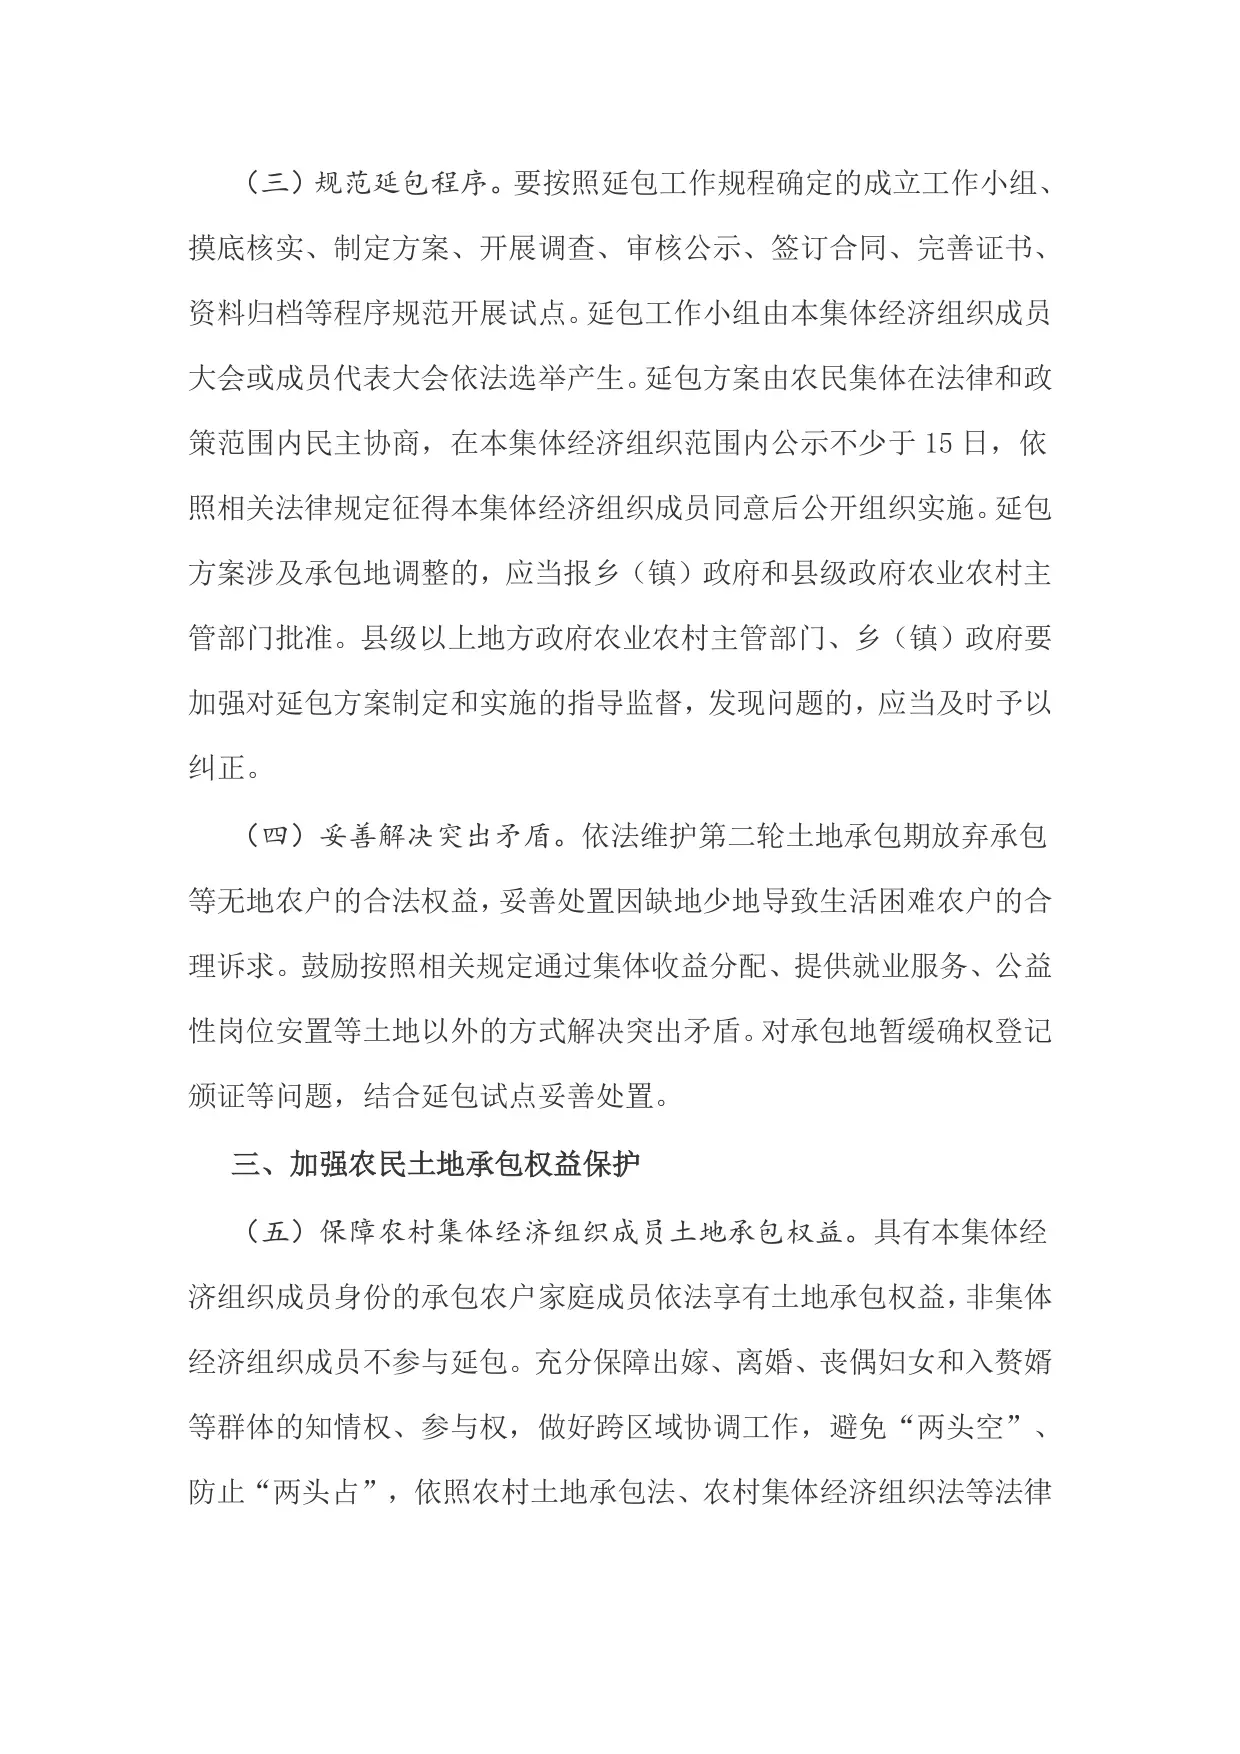 （三）规范延包程序。要按照延包工作规程确定的成立工作小组、
摸底核实、制定方案、开展调查、审核公示、签订合同、完善证书、
资料归档等程序规范开展试点。延包工作小组由本集体经济组织成员
大会或成员代表大会依法选举产生。延包方案由农民集体在法律和政
策范围内民主协商，在本集体经济组织范围内公示不少于 15 日，依
照相关法律规定征得本集体经济组织成员同意后公开组织实施。延包
方案涉及承包地调整的，应当报乡（镇）政府和县级政府农业农村主
管部门批准。县级以上地方政府农业农村主管部门、乡（镇）政府要
加强对延包方案制定和实施的指导监督，发现问题的，应当及时予以
纠正。
（四）妥善解决突出矛盾。依法维护第二轮土地承包期放弃承包
等无地农户的合法权益，妥善处置因缺地少地导致生活困难农户的合
理诉求。鼓励按照相关规定通过集体收益分配、提供就业服务、公益
性岗位安置等土地以外的方式解决突出矛盾。对承包地暂缓确权登记
颁证等问题，结合延包试点妥善处置。
三、加强农民土地承包权益保护
（五）保障农村集体经济组织成员土地承包权益。具有本集体经
济组织成员身份的承包农户家庭成员依法享有土地承包权益，非集体
经济组织成员不参与延包。充分保障出嫁、离婚、丧偶妇女和入赘婿
等群体的知情权、参与权，做好跨区域协调工作，避免“两头空”、
防止“两头占”，依照农村土地承包法、农村集体经济组织法等法律